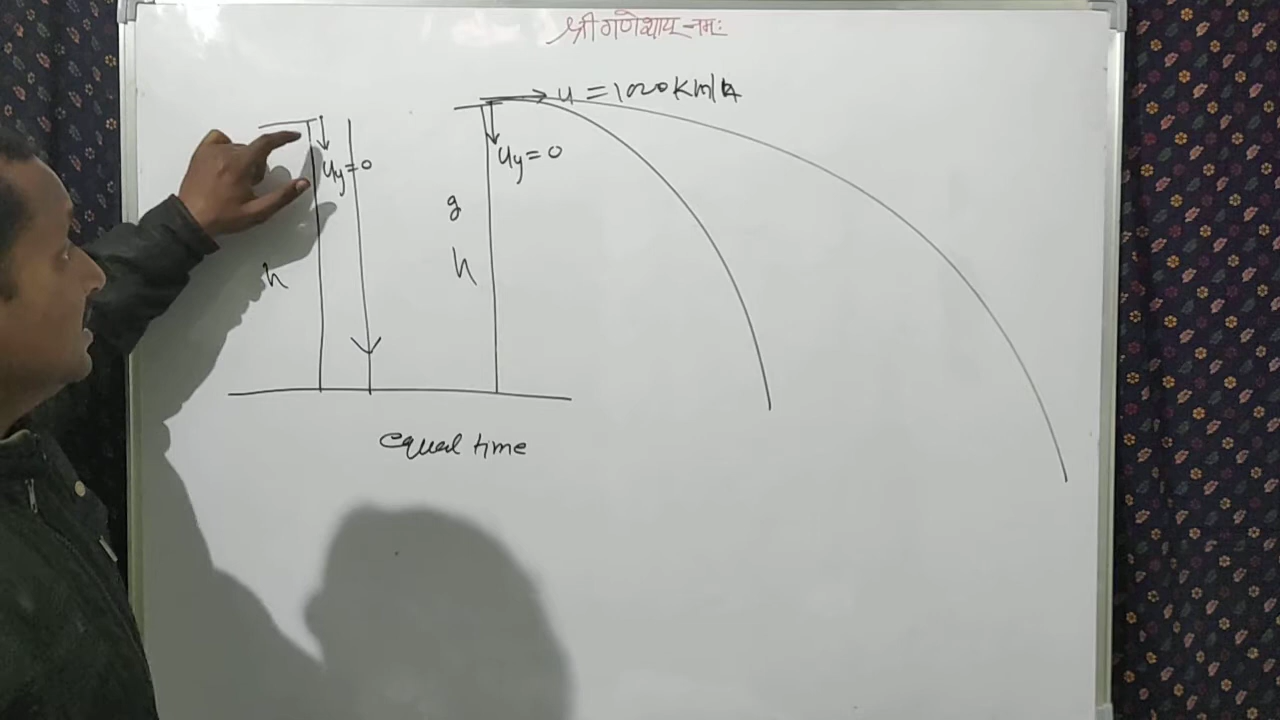 श्री गणेशाय नमः
u = 1020 Km/h
uy = 0
uy = 0
g
h
h
equal time